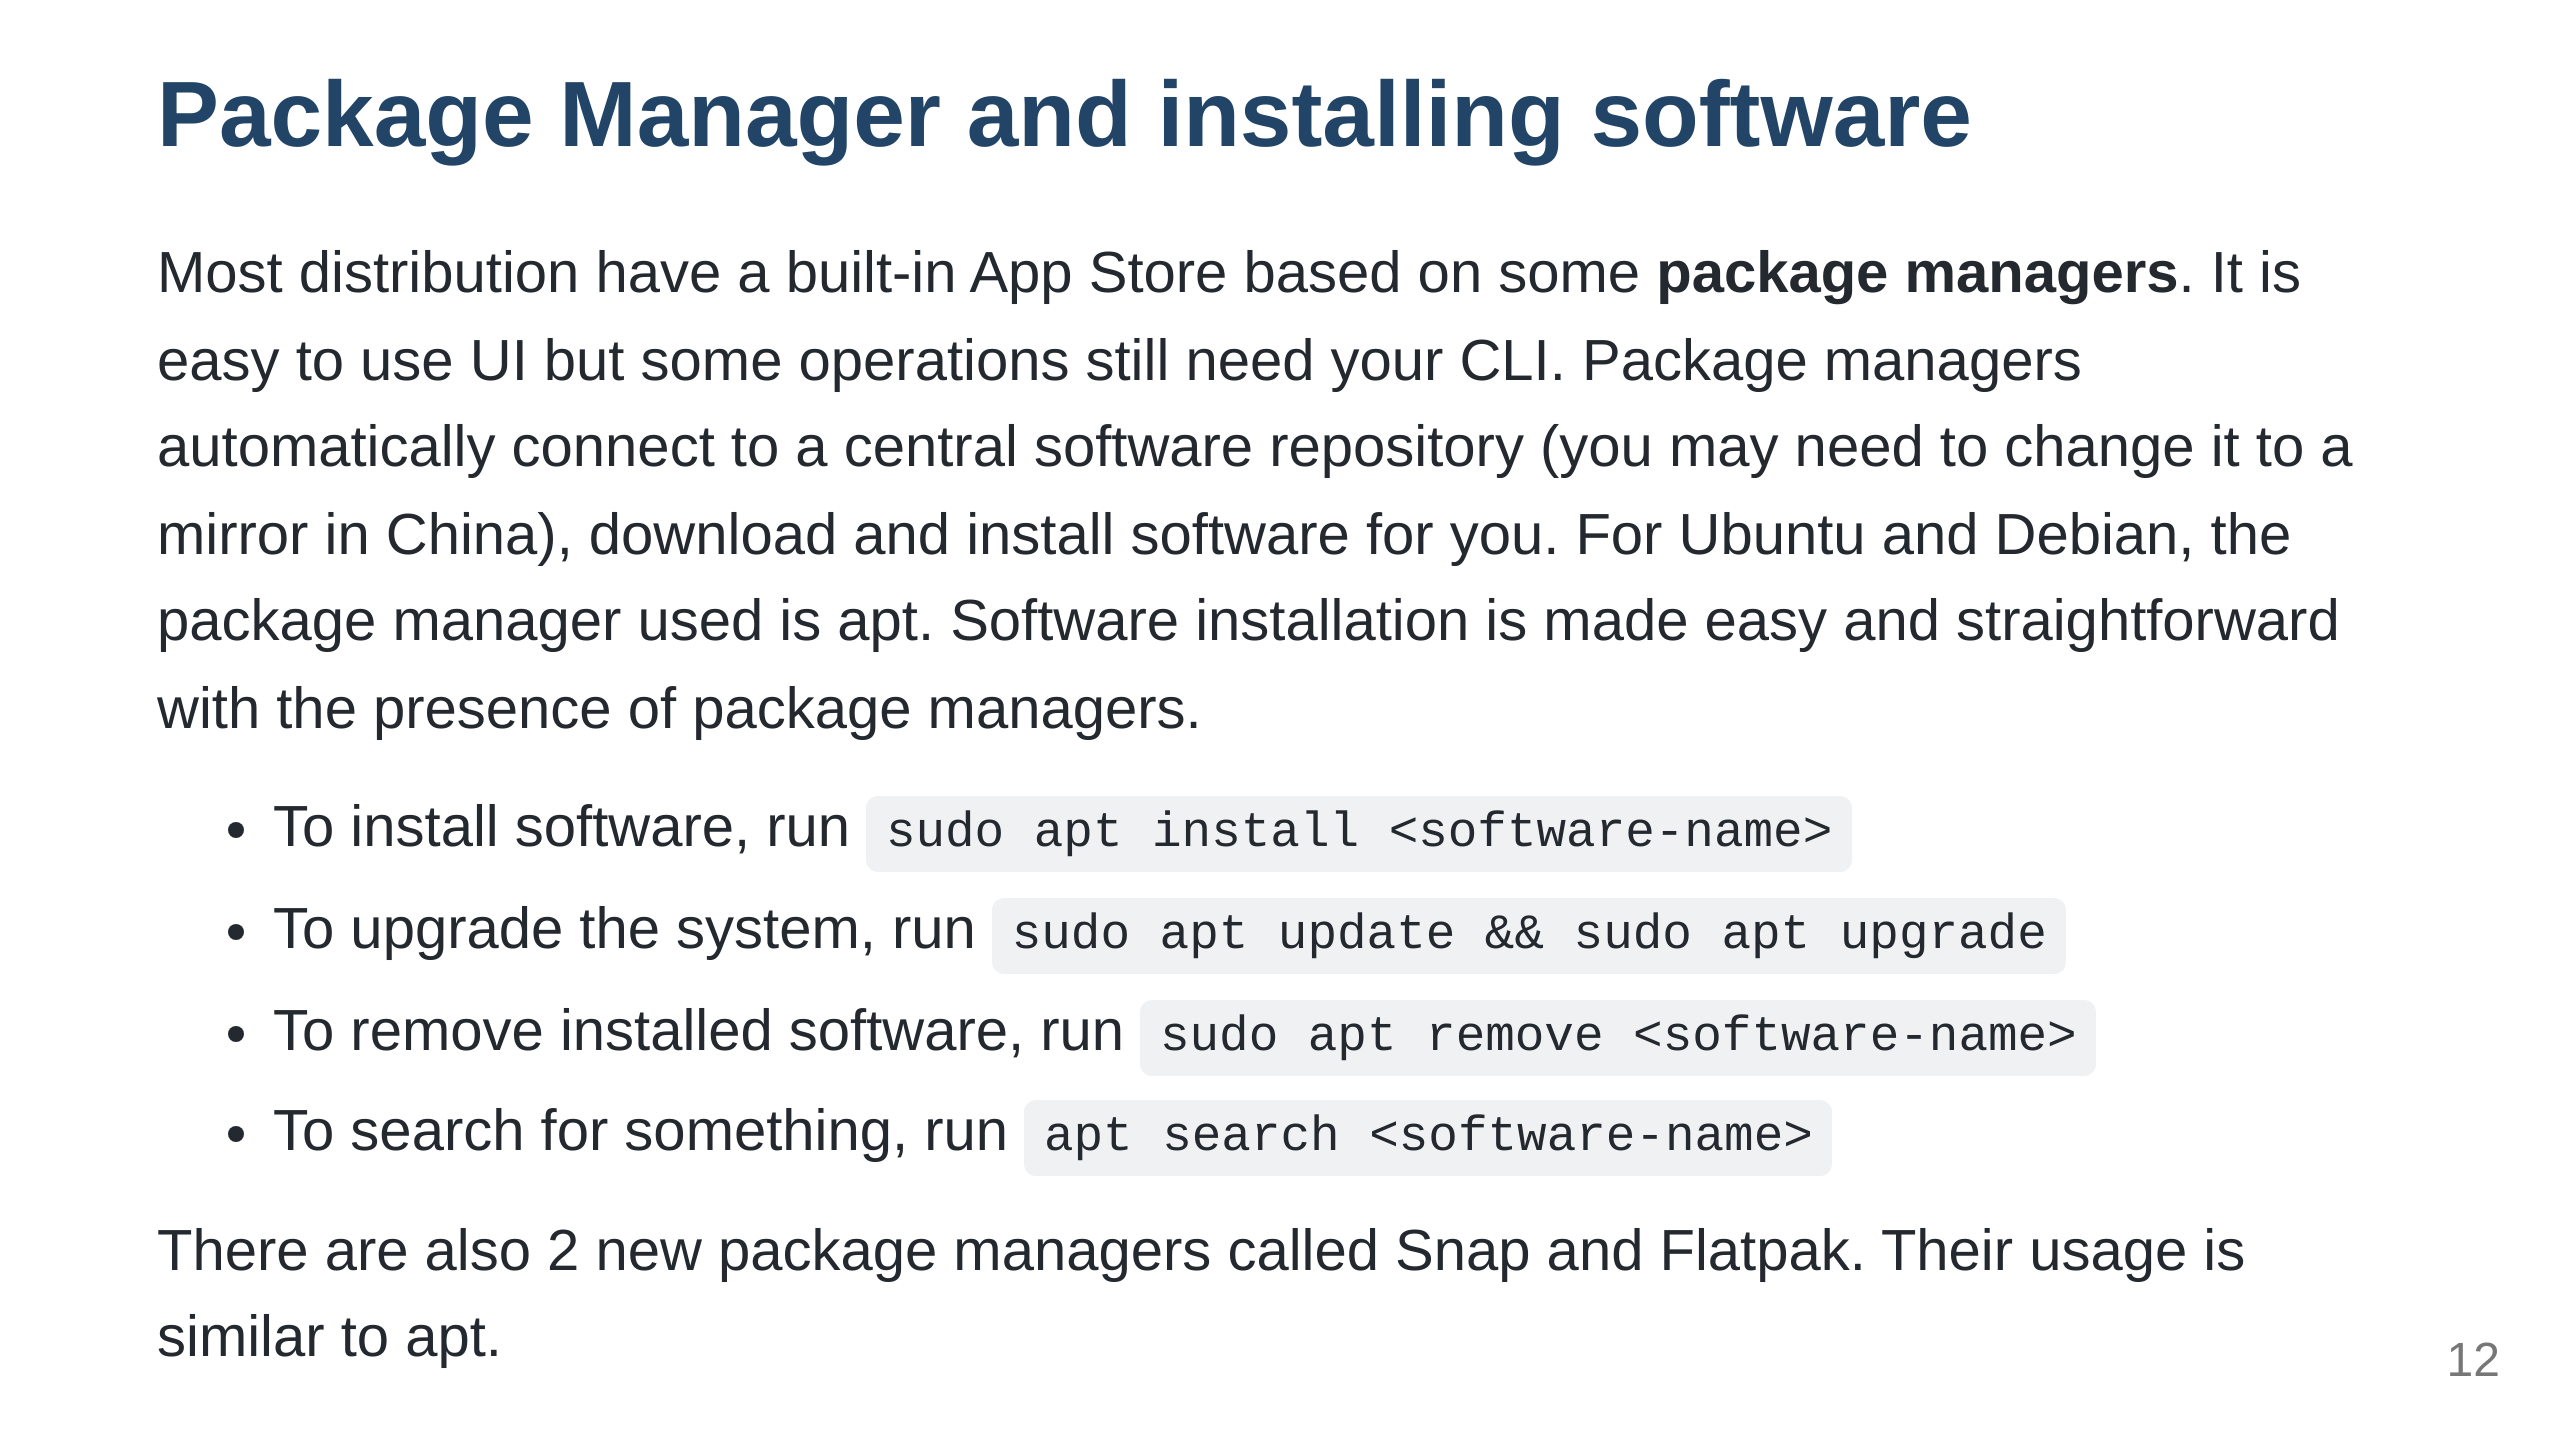 Package Manager and installing software
Most distribution have a built-in App Store based on some package managers. It is
easy to use UI but some operations still need your CLI. Package managers
automatically connect to a central software repository (you may need to change it to a
mirror in China), download and install software for you. For Ubuntu and Debian, the
package manager used is apt. Software installation is made easy and straightforward
with the presence of package managers.
• To install software, run sudo apt install <software-name>
• To upgrade the system, run sudo apt update && sudo apt upgrade
• To remove installed software, run sudo apt remove <software-name>
• To search for something, run apt search <software-name>
There are also 2 new package managers called Snap and Flatpak. Their usage is
similar to apt.
12